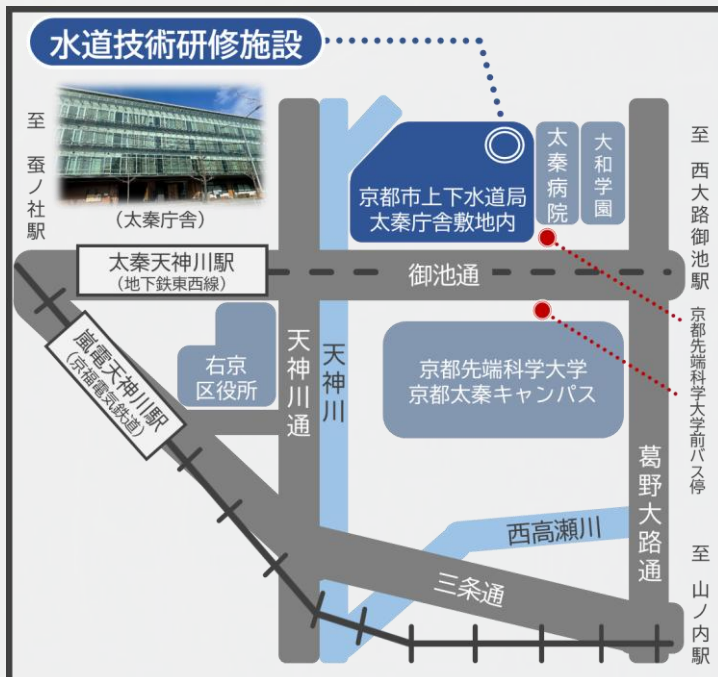 水道技術研修施設
(太秦庁舎)
至 蚕ノ社駅
京都市上下水道局
太秦庁舎敷地内
太秦病院
大和学園
至 西大路御池駅
太秦天神川駅
(地下鉄東西線)
御池通
嵐電天神川駅
(京福電気鉄道)
右京
区役所
天神川通
天神川
京都先端科学大学
京都太秦キャンパス
京都先端科学大学前バス停
葛野大路通
西高瀬川
三条通
至 山ノ内駅